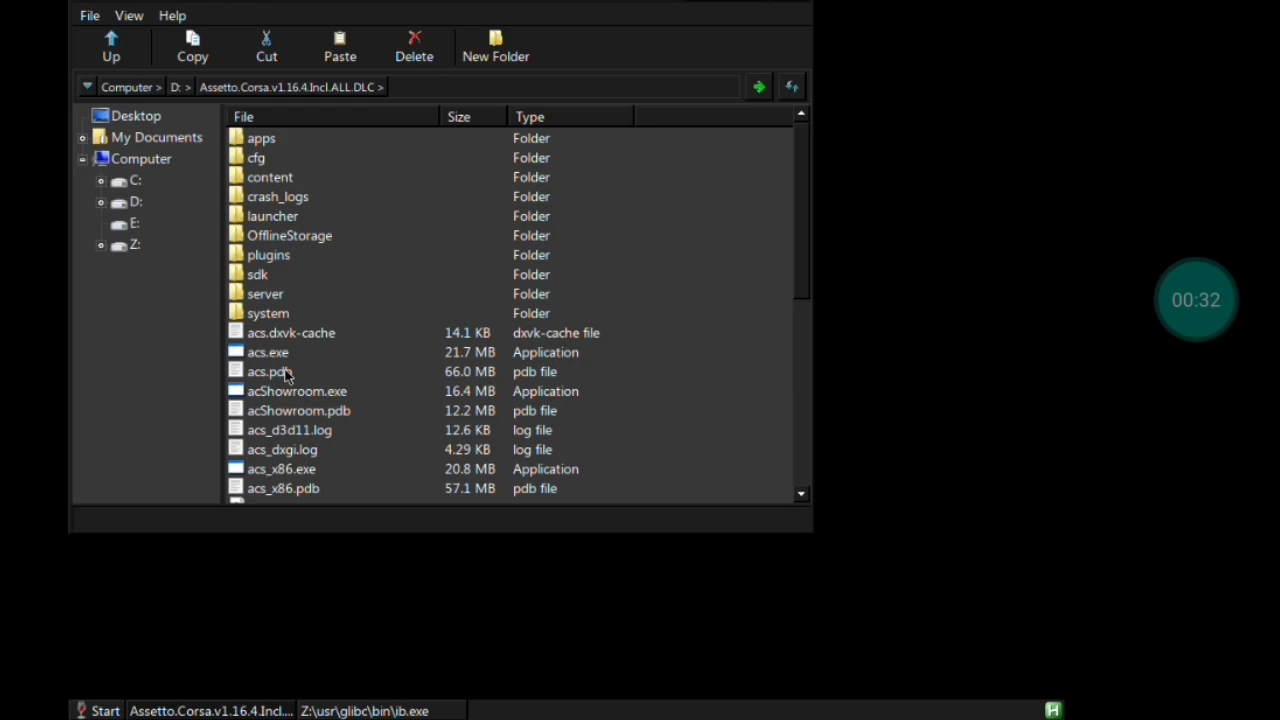 File View Help
Up Copy Cut Paste Delete New Folder
Computer > D: > Assetto.Corsa.v1.16.4.Incl.ALL.DLC >
Desktop
My Documents
Computer
C:
D:
E:
Z:
File Size Type
apps Folder
cfg Folder
content Folder
crash_logs Folder
launcher Folder
OfflineStorage Folder
plugins Folder
sdk Folder
server Folder
system Folder
acs.dxvk-cache 14.1 KB dxvk-cache file
acs.exe 21.7 MB Application
acs.pdb 66.0 MB pdb file
acShowroom.exe 16.4 MB Application
acShowroom.pdb 12.2 MB pdb file
acs_d3d11.log 12.6 KB log file
acs_dxgi.log 4.29 KB log file
acs_x86.exe 20.8 MB Application
acs_x86.pdb 57.1 MB pdb file
00:32
Start Assetto.Corsa.v1.16.4.Incl.... Z:\usr\glibc\bin\ib.exe H